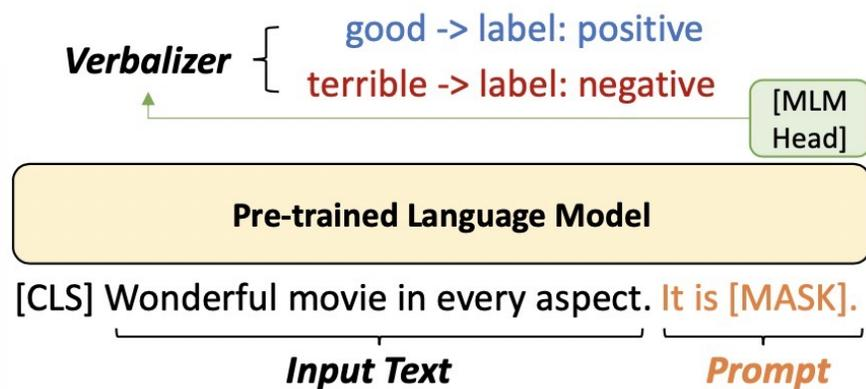 good -> label: positive
Verbalizer
terrible -> label: negative
[MLM
Head]
Pre-trained Language Model
[CLS] Wonderful movie in every aspect. It is [MASK].
Input Text Prompt